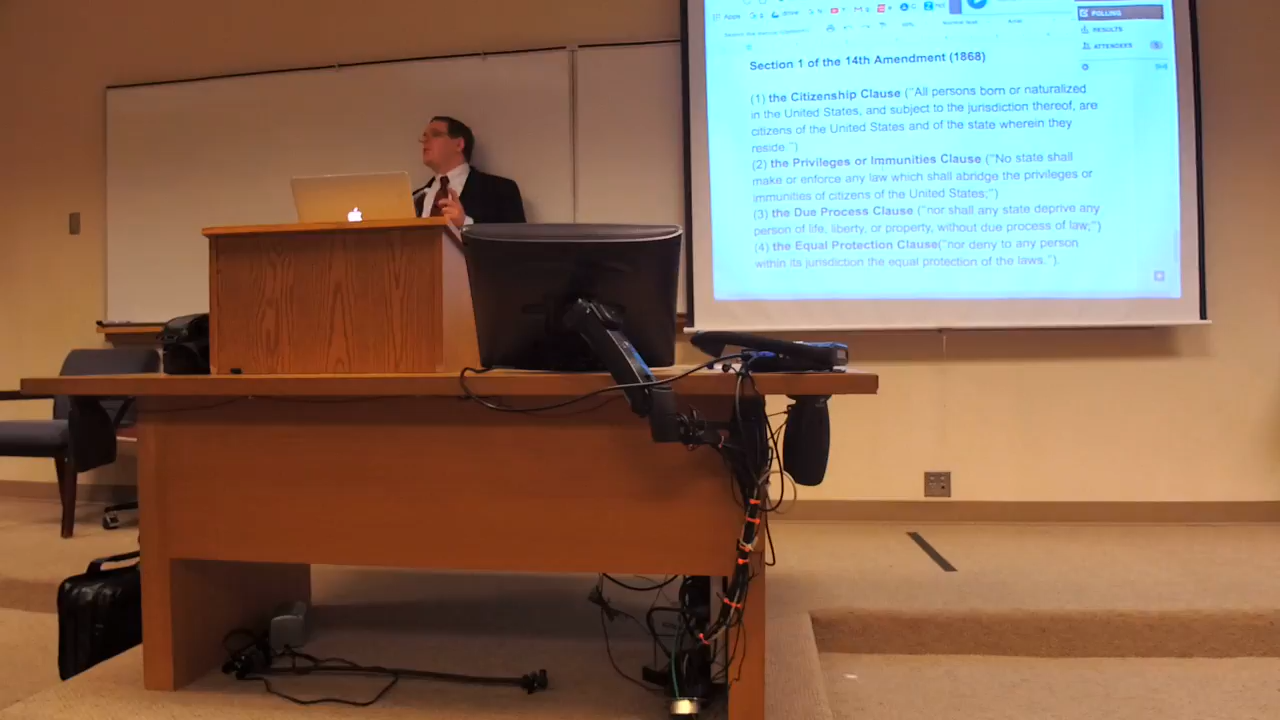 Apps
POLLING
RESULTS
ATTENDEES 5
Section 1 of the 14th Amendment (1868)
(1) the Citizenship Clause ("All persons born or naturalized
in the United States, and subject to the jurisdiction thereof, are
citizens of the United States and of the state wherein they
reside.")
(2) the Privileges or Immunities Clause ("No state shall
make or enforce any law which shall abridge the privileges or
immunities of citizens of the United States;")
(3) the Due Process Clause ("nor shall any state deprive any
person of life, liberty, or property, without due process of law;")
(4) the Equal Protection Clause("nor deny to any person
within its jurisdiction the equal protection of the laws.").